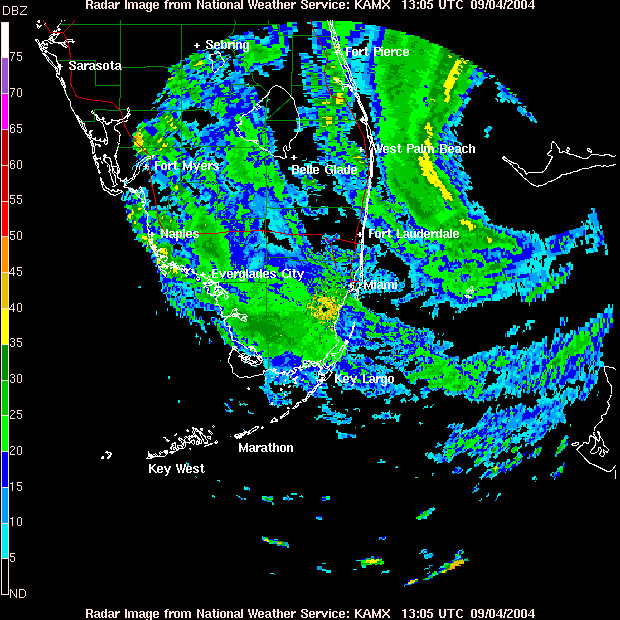 Radar Image from National Weather Service: KAMX 13:05 UTC 09/04/2004
DBZ
75
70
65
60
55
50
45
40
35
30
25
20
15
10
5
ND
Sebring
Fort Pierce
Sarasota
West Palm Beach
Fort Myers
Belle Glade
Naples
Fort Lauderdale
Everglades City
Miami
Key Largo
Marathon
Key West
Radar Image from National Weather Service: KAMX 13:05 UTC 09/04/2004